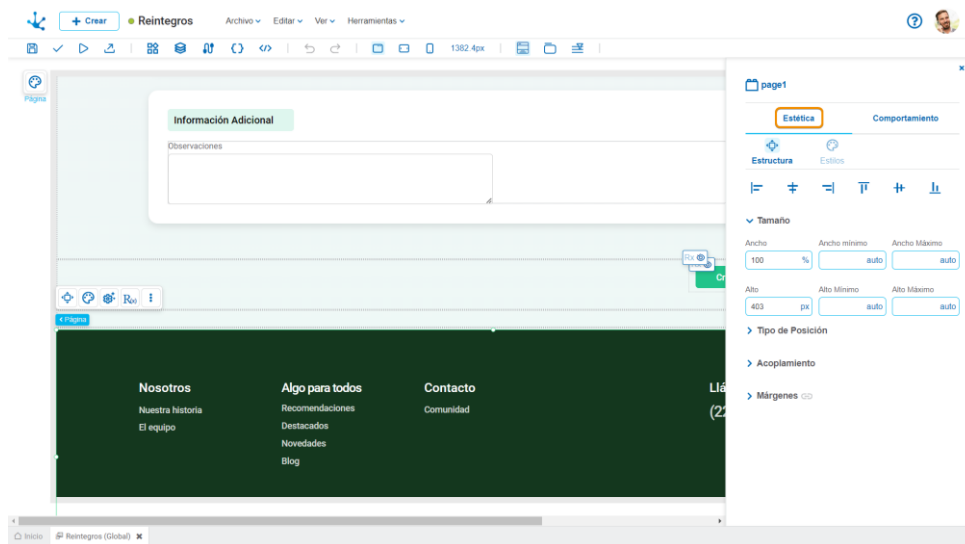 + Crear
Reintegros
Archivo
Editar
Ver
Herramientas
1382.4px
Página
Información Adicional
Observaciones
Rx
Cr
R(x)
< Página
Nosotros
Nuestra historia
El equipo
Algo para todos
Recomendaciones
Destacados
Novedades
Blog
Contacto
Comunidad
Llá
(22
page1
Estética
Comportamiento
Estructura
Estilos
Tamaño
Ancho
Ancho mínimo
Ancho Máximo
100 %
auto
auto
Alto
Alto Mínimo
Alto Máximo
403 px
auto
auto
Tipo de Posición
Acoplamiento
Márgenes
Inicio
Reintegros (Global)